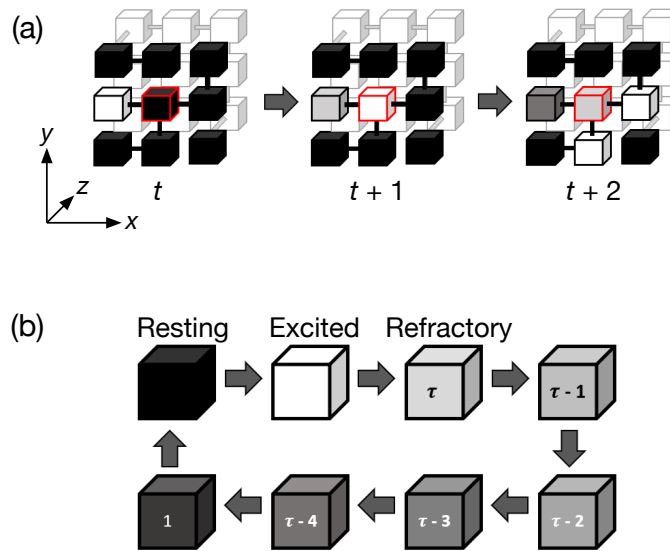 (a)
y
z
x
t
t + 1
t + 2
(b)
Resting Excited Refractory
τ
τ - 1
1
τ - 4
τ - 3
τ - 2